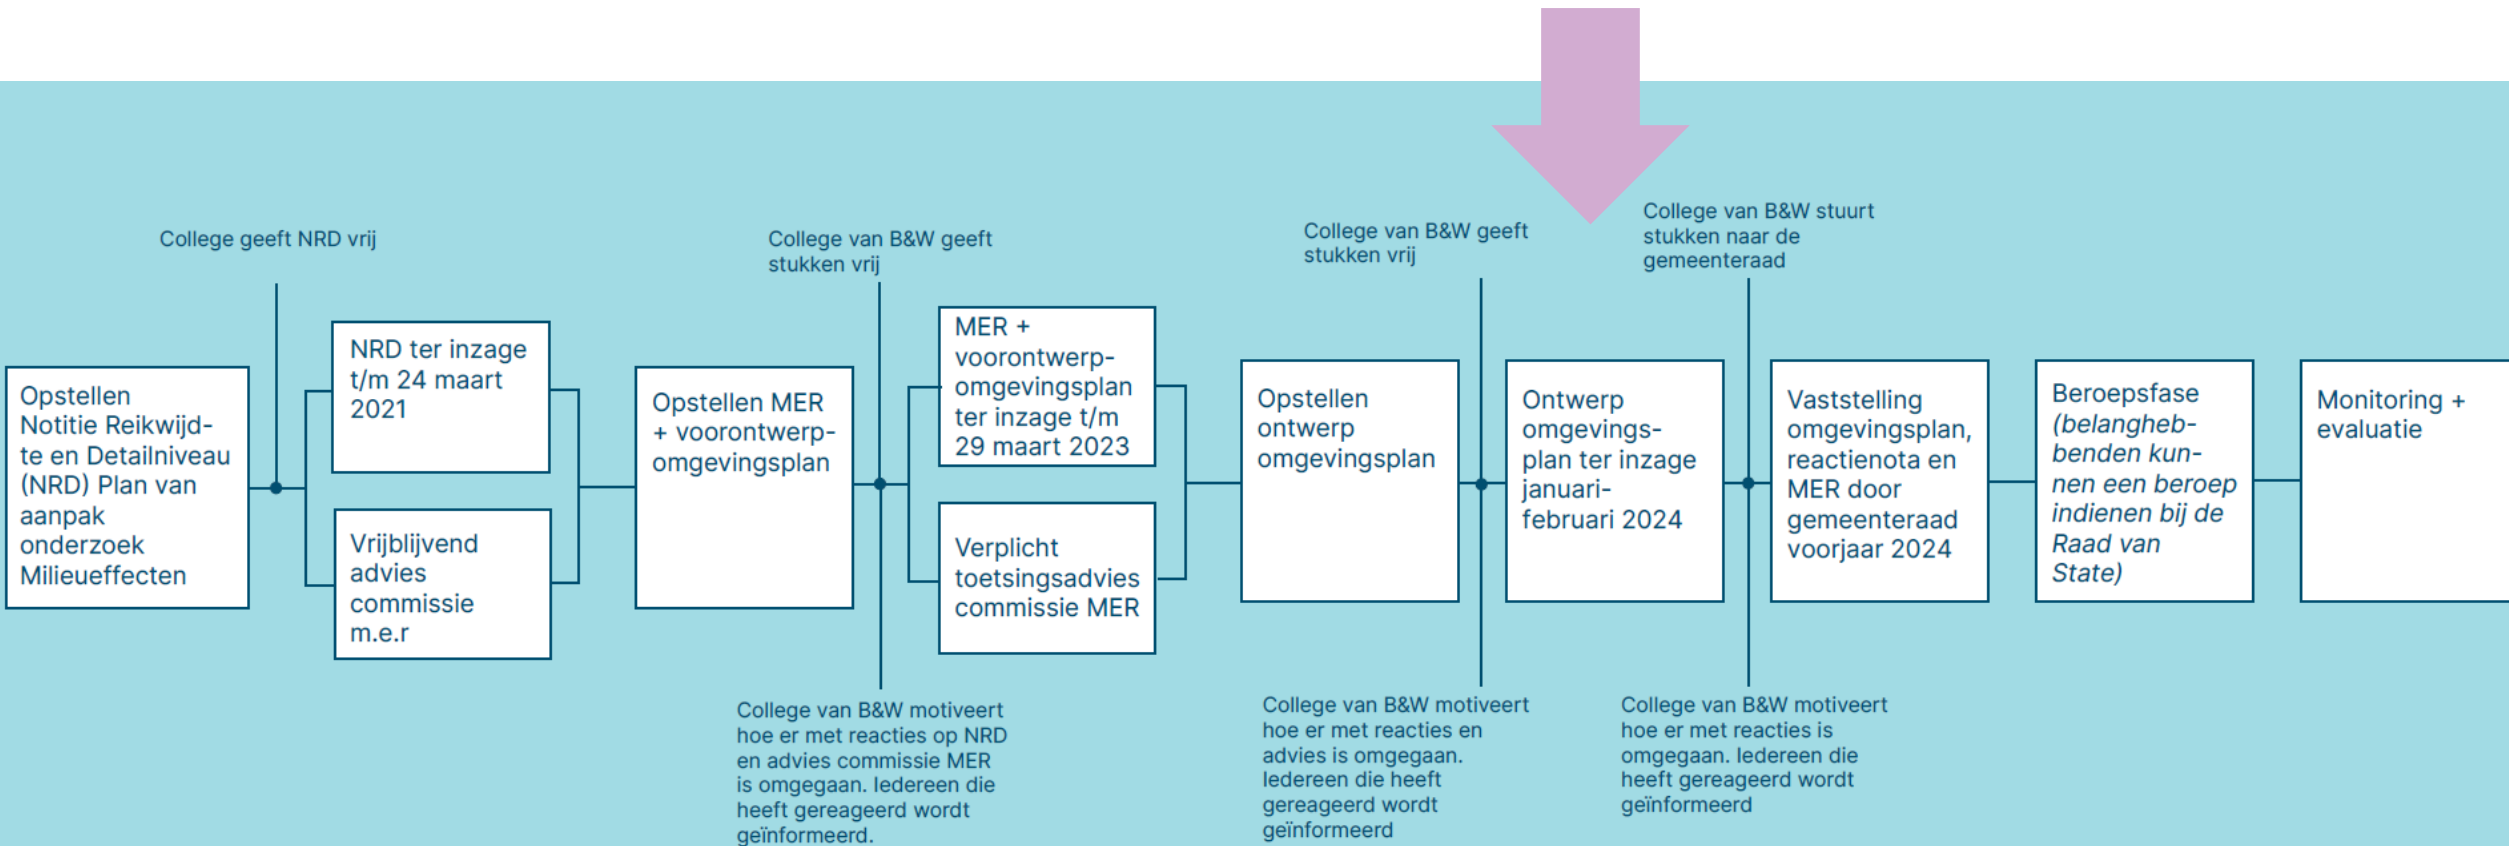 College geeft NRD vrij
College van B&W geeft
stukken vrij
College van B&W geeft
stukken vrij
College van B&W stuurt
stukken naar de
gemeenteraad
Opstellen
Notitie Reikwijd-
te en Detailniveau
(NRD) Plan van
aanpak
onderzoek
Milieueffecten
NRD ter inzage
t/m 24 maart
2021
Vrijblijvend
advies
commissie
m.e.r
Opstellen MER
+ voorontwerp-
omgevingsplan
MER +
voorontwerp-
omgevingsplan
ter inzage t/m
29 maart 2023
Verplicht
toetsingsadvies
commissie MER
Opstellen
ontwerp
omgevingsplan
Ontwerp
omgevings-
plan ter inzage
januari-
februari 2024
Vaststelling
omgevingsplan,
reactienota en
MER door
gemeenteraad
voorjaar 2024
Beroepsfase
(belangheb-
benden kun-
nen een beroep
indienen bij de
Raad van
State)
Monitoring +
evaluatie
College van B&W motiveert
hoe er met reacties op NRD
en advies commissie MER
is omgegaan. Iedereen die
heeft gereageerd wordt
geïnformeerd.
College van B&W motiveert
hoe er met reacties en
advies is omgegaan.
Iedereen die heeft
gereageerd wordt
geïnformeerd
College van B&W motiveert
hoe er met reacties is
omgegaan. Iedereen die
heeft gereageerd wordt
geïnformeerd